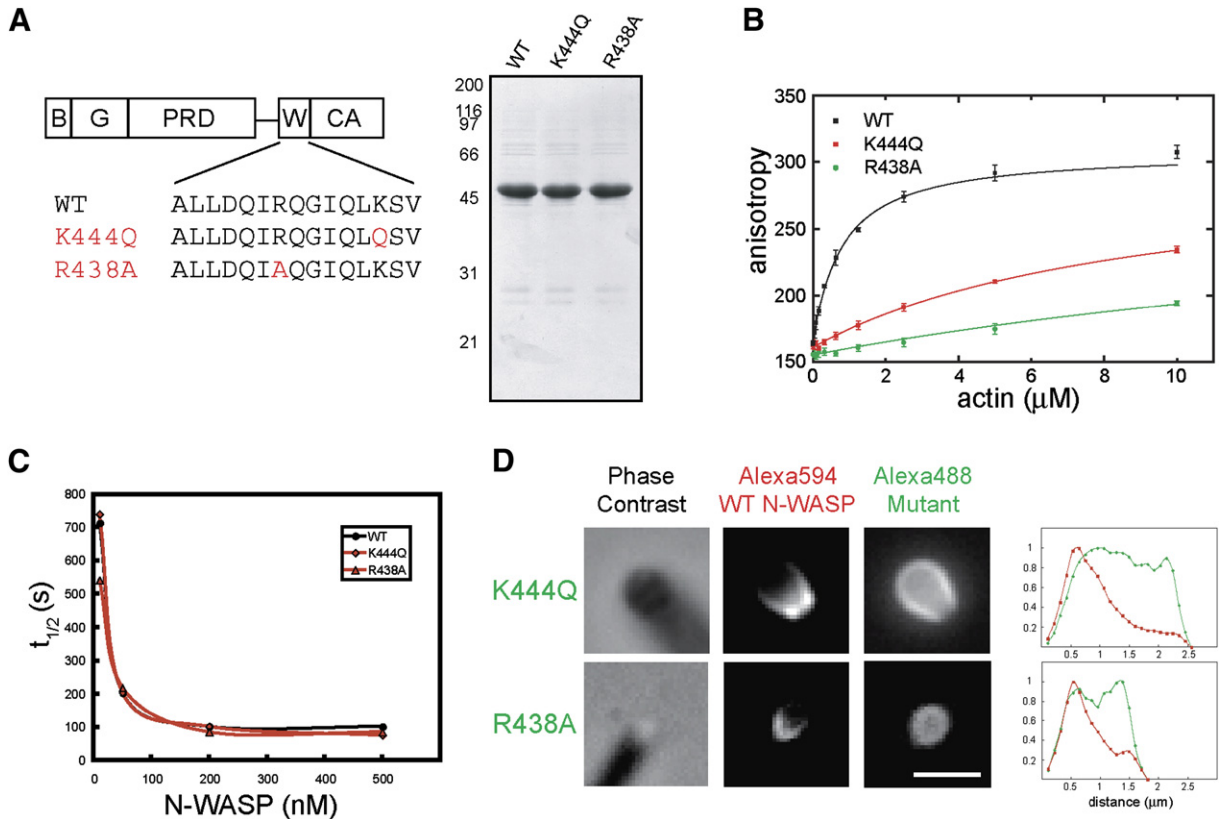 A
B G PRD W CA
WT ALLDQIRQGIQLKSV
K444Q ALLDQIRQGIQLQSV
R438A ALLDQIAQGIQLKSV
WT K444Q R438A
200
116
97
66
45
31
21
B
350
300
250
200
150
anisotropy
WT
K444Q
R438A
0 2 4 6 8 10
actin (μM)
C
800
700
600
500
400
300
200
100
0
t1/2 (s)
WT
K444Q
R438A
0 100 200 300 400 500
N-WASP (nM)
D
Phase Contrast
Alexa594 WT N-WASP
Alexa488 Mutant
K444Q
1
0.8
0.6
0.4
0.2
0.5 1 1.5 2 2.5
R438A
1
0.8
0.6
0.4
0.2
0.5 1 1.5 2 2.5
distance (μm)